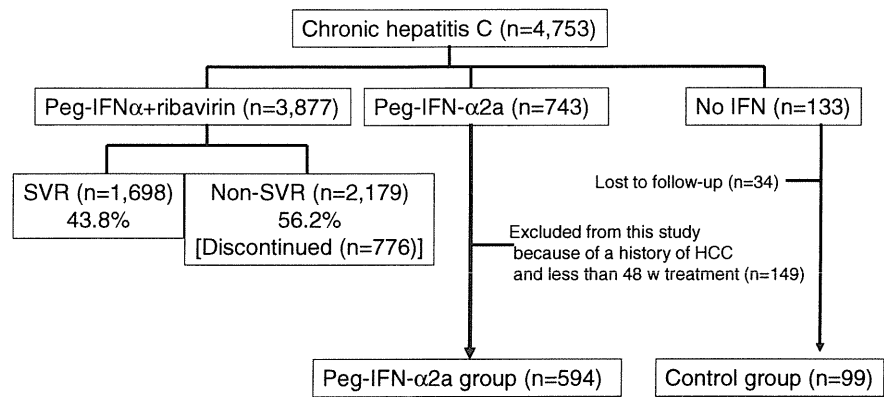 Chronic hepatitis C (n=4,753)
Peg-IFNα+ribavirin (n=3,877)
Peg-IFN-α2a (n=743)
No IFN (n=133)
SVR (n=1,698)
43.8%
Non-SVR (n=2,179)
56.2%
[Discontinued (n=776)]
Lost to follow-up (n=34)
Excluded from this study
because of a history of HCC
and less than 48 w treatment (n=149)
Peg-IFN-α2a group (n=594)
Control group (n=99)